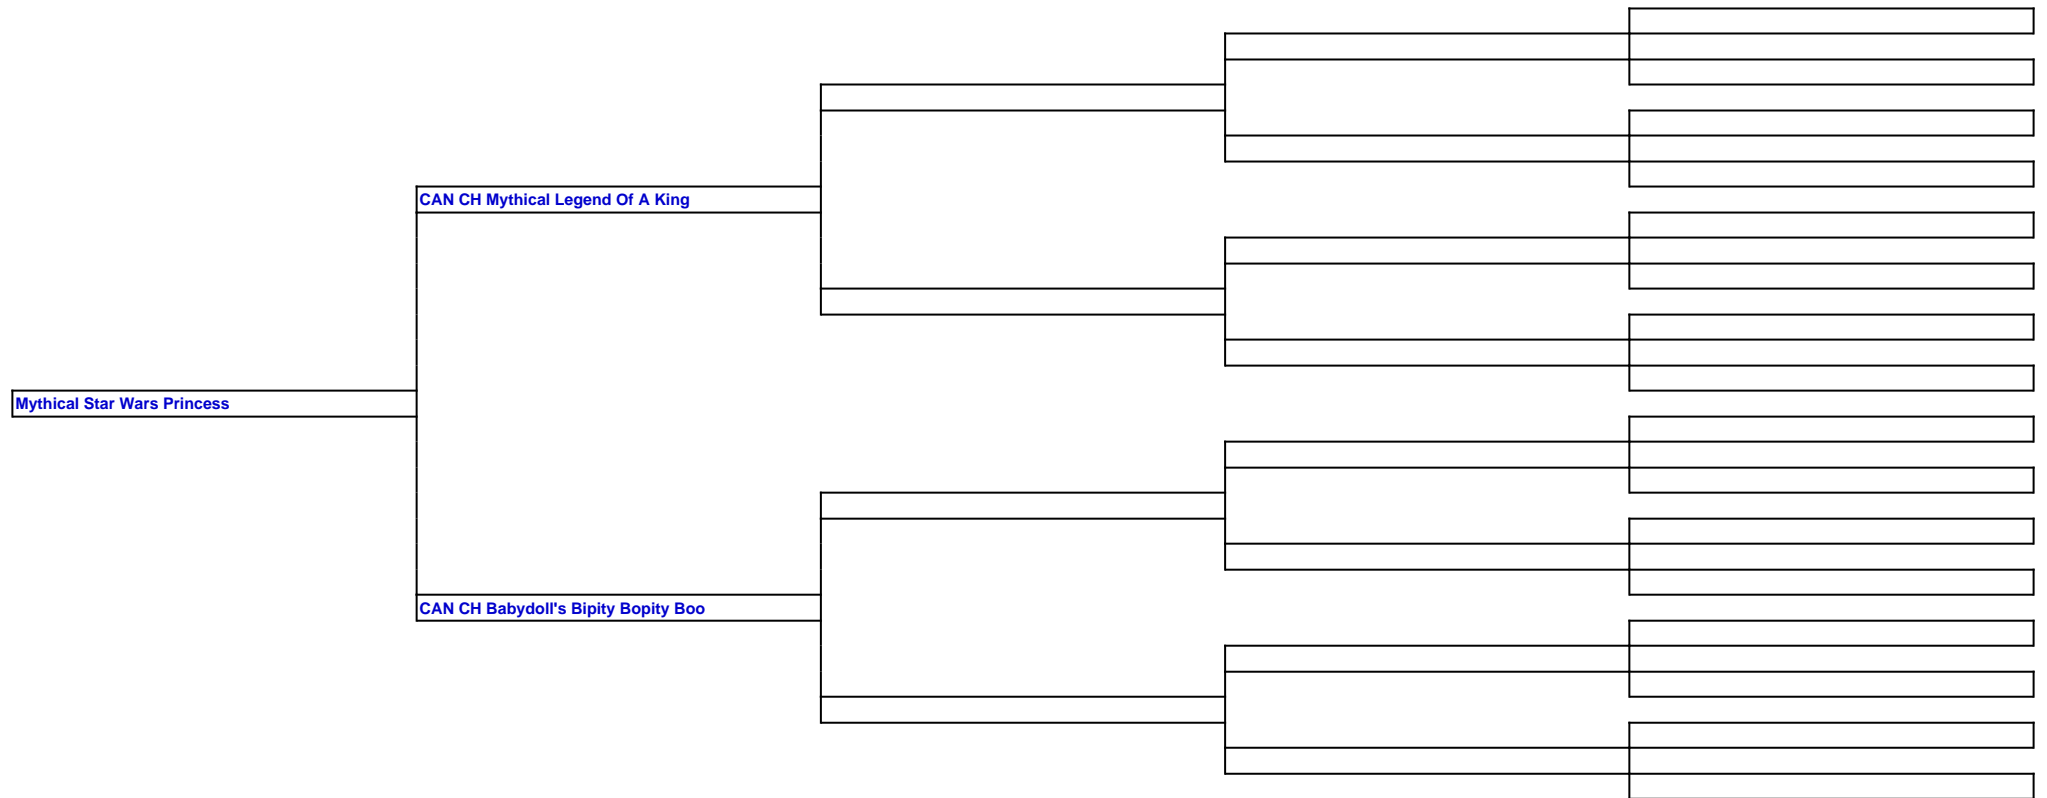 CAN CH Mythical Legend Of A King
Mythical Star Wars Princess
CAN CH Babydoll's Bipity Bopity Boo